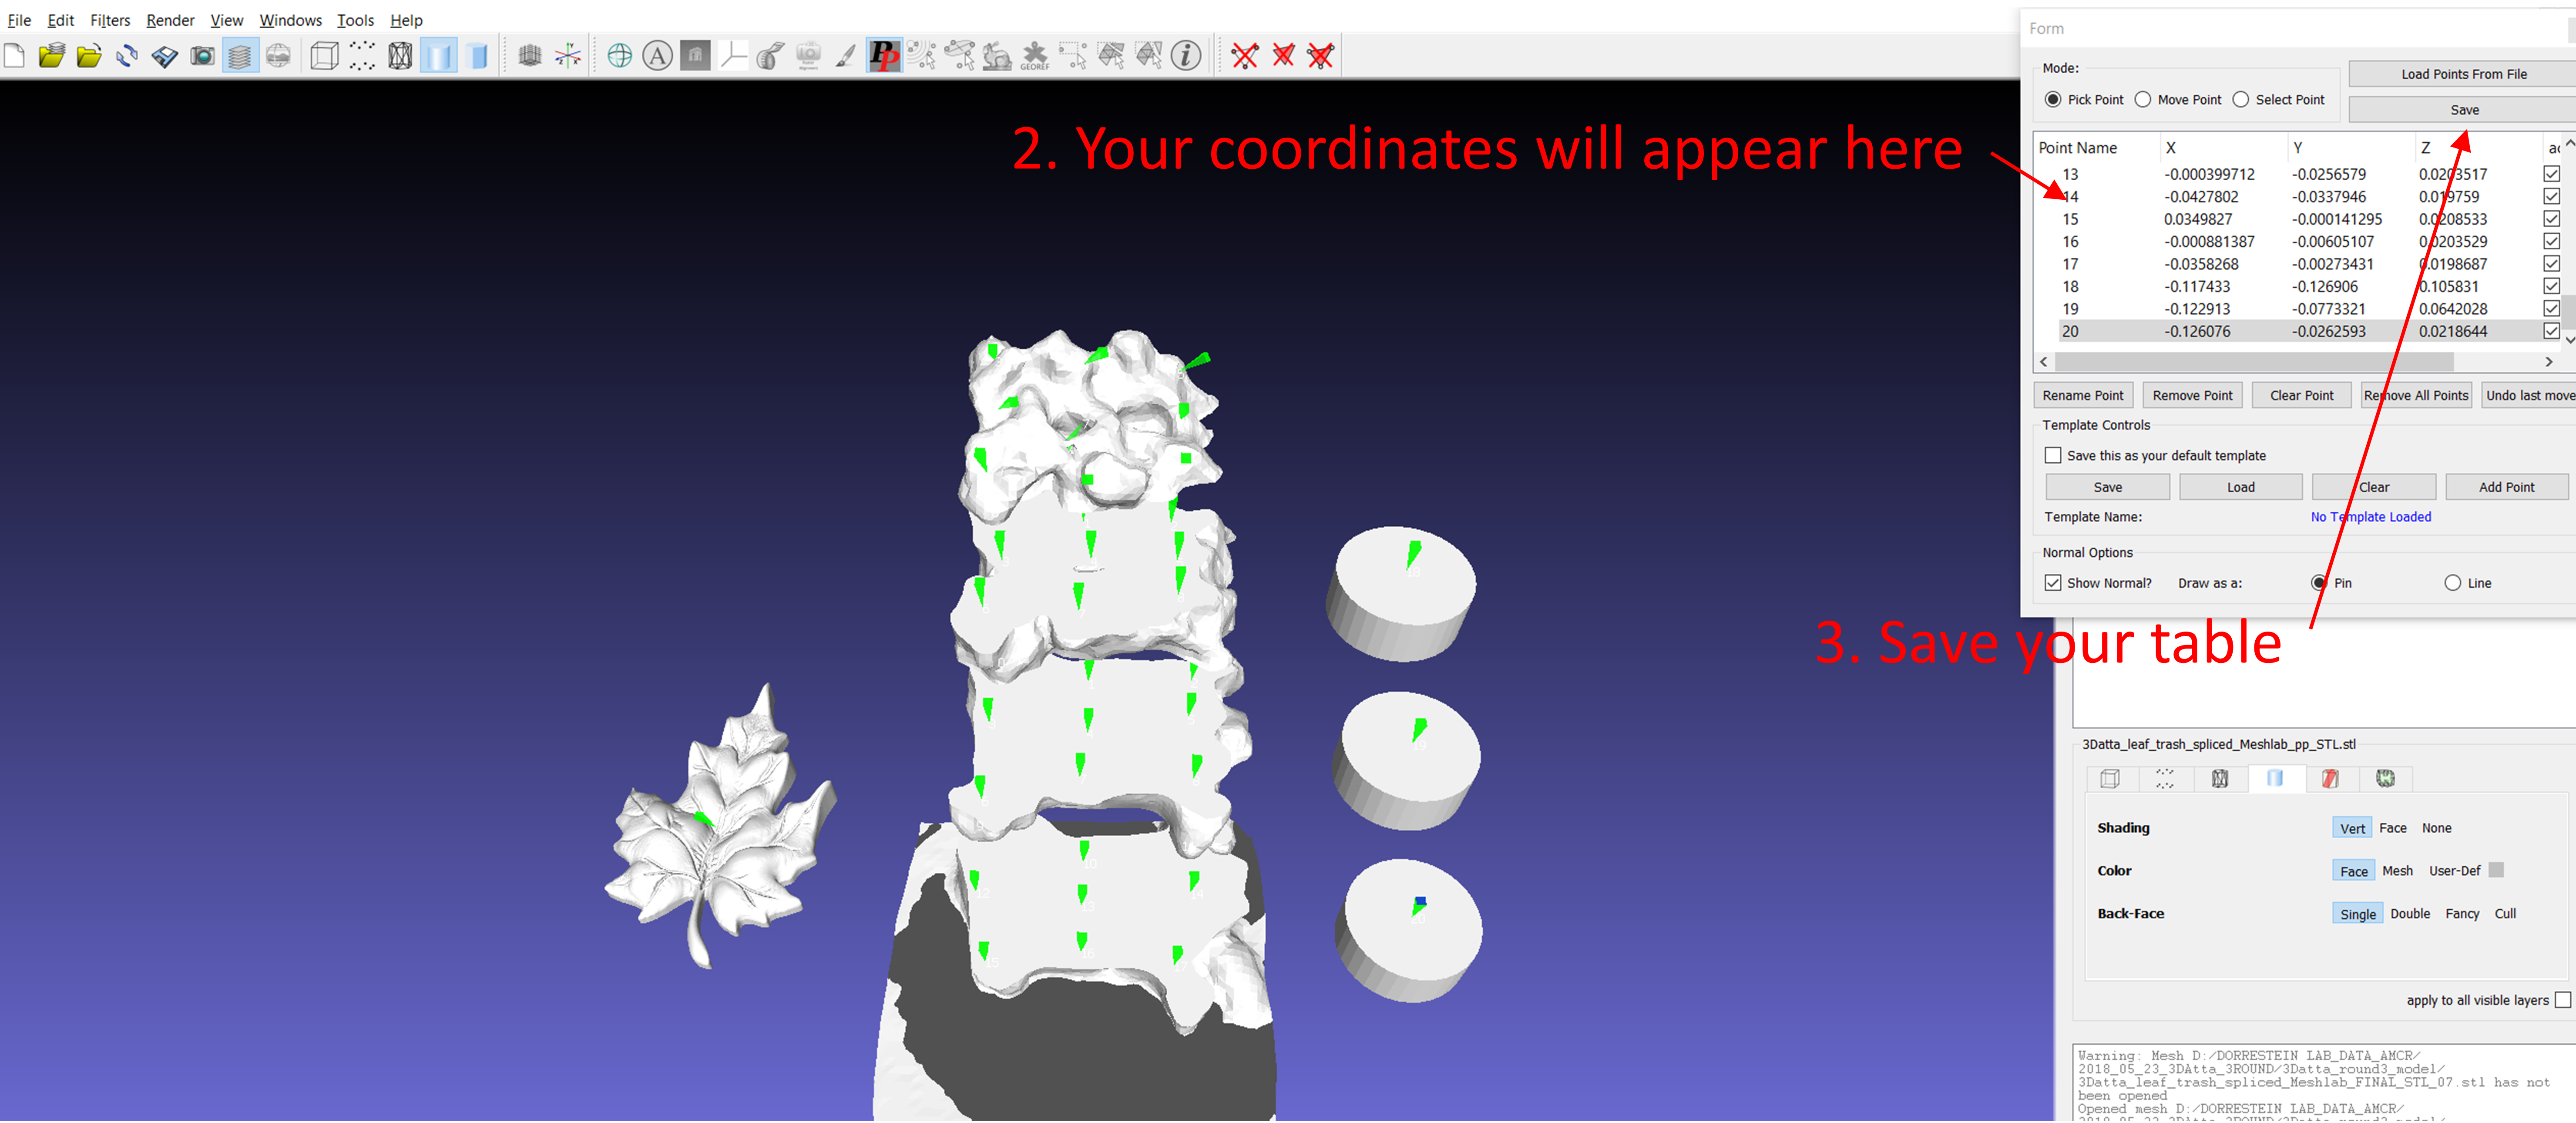 File Edit Filters Render View Windows Tools Help
A PP GEOREF i
Form
Mode:
Pick Point Move Point Select Point
Load Points From File
Save
2. Your coordinates will appear here
Point Name X Y Z
13 -0.000399712 -0.0256579 0.0203517
14 -0.0427802 -0.0337946 0.019759
15 0.0349827 -0.000141295 0.0208533
16 -0.000881387 -0.00605107 0.0203529
17 -0.0358268 -0.00273431 0.0198687
18 -0.117433 -0.126906 0.105831
19 -0.122913 -0.0773321 0.0642028
20 -0.126076 -0.0262593 0.0218644
Rename Point Remove Point Clear Point Remove All Points Undo last move
Template Controls
Save this as your default template
Save Load Clear Add Point
Template Name: No Template Loaded
Normal Options
Show Normal? Draw as a: Pin Line
3. Save your table
3Datta_leaf_trash_spliced_Meshlab_pp_STL.stl
Shading Vert Face None
Color Face Mesh User-Def
Back-Face Single Double Fancy Cull
apply to all visible layers
Warning: Mesh D:/DORRESTEIN LAB_DATA_AMCR/
2018_05_23_3DAtta_3ROUND/3Datta_round3_model/
3Datta_leaf_trash_spliced_Meshlab_FINAL_STL_07.stl has not
been opened
Opened mesh D:/DORRESTEIN LAB_DATA_AMCR/